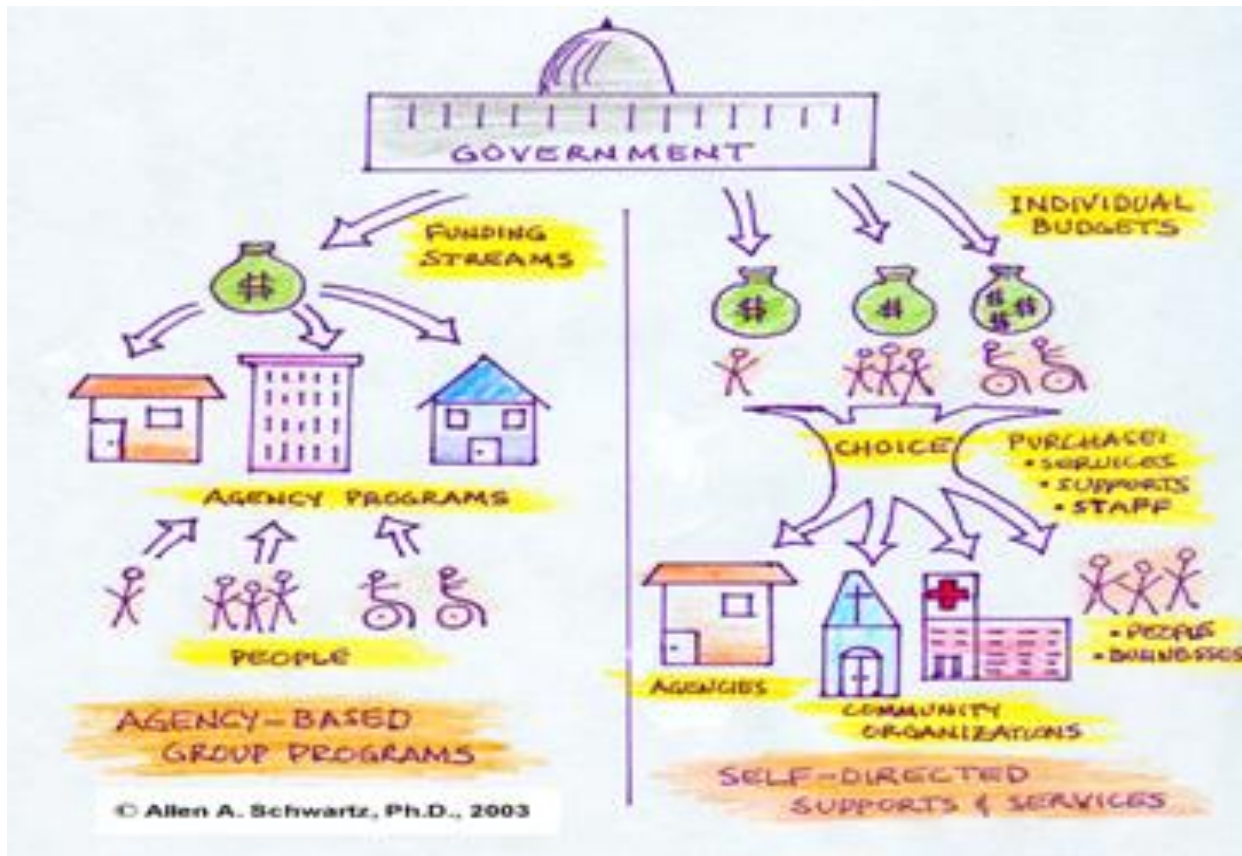 GOVERNMENT
FUNDING
STREAMS
$
AGENCY PROGRAMS
PEOPLE
AGENCY-BASED
GROUP PROGRAMS
© Allen A. Schwartz, Ph.D., 2003
INDIVIDUAL
BUDGETS
$
$
$
$
$
CHOICE
PURCHASE:
• SERVICES
• SUPPORTS
• STAFF
AGENCIES
COMMUNITY
ORGANIZATIONS
• PEOPLE
• BUSINESSES
SELF-DIRECTED
SUPPORTS & SERVICES